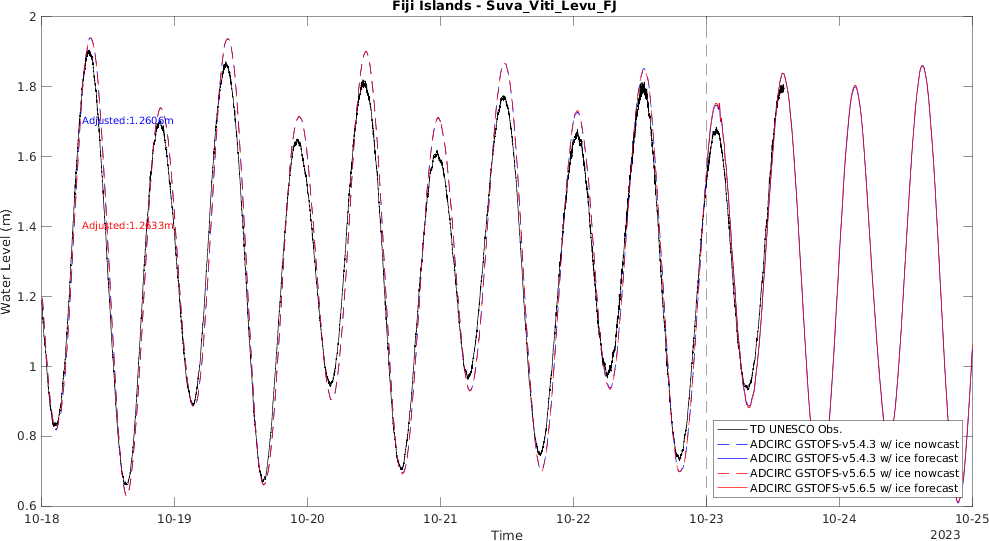 Fiji Islands - Suva_Viti_Levu_FJ
Water Level (m)
2
1.8
1.6
1.4
1.2
1
0.8
0.6
Adjusted:1.2606m
Adjusted:1.2633m
TD UNESCO Obs.
ADCIRC GSTOFS-v5.4.3 w/ ice nowcast
ADCIRC GSTOFS-v5.4.3 w/ ice forecast
ADCIRC GSTOFS-v5.6.5 w/ ice nowcast
ADCIRC GSTOFS-v5.6.5 w/ ice forecast
10-18 10-19 10-20 10-21 10-22 10-23 10-24 10-25
Time
2023